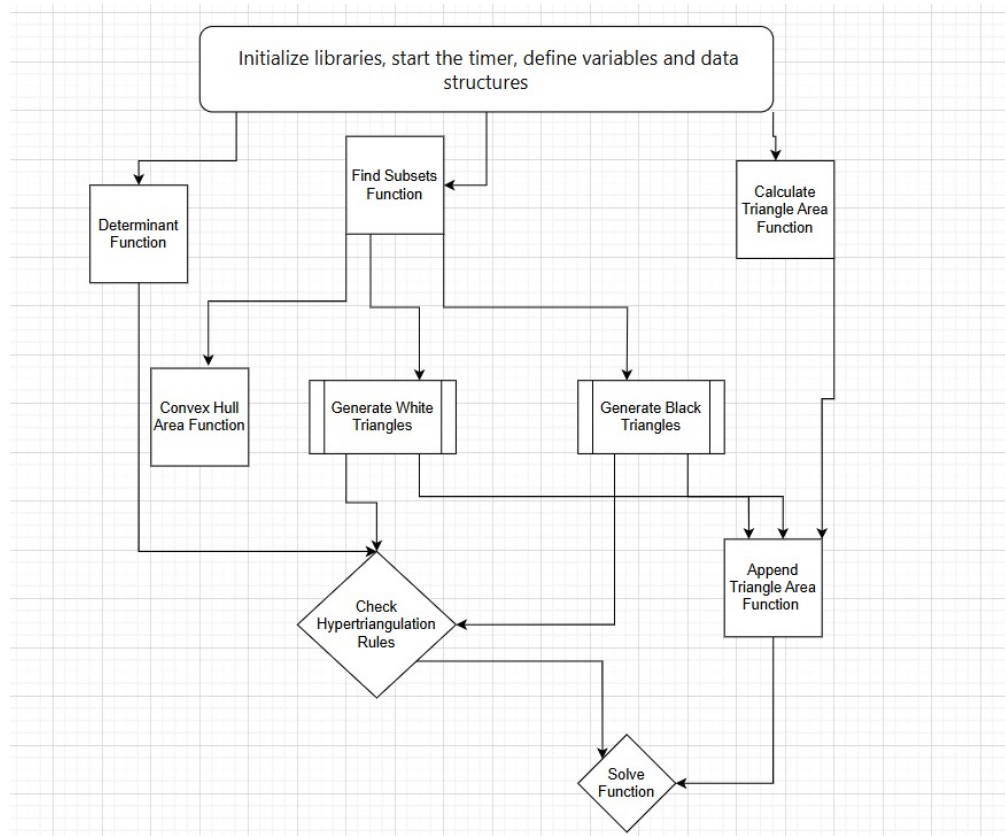 Initialize libraries, start the timer, define variables and data
structures
Find Subsets
Function
Calculate
Triangle Area
Function
Determinant
Function
Convex Hull
Area Function
Generate White
Triangles
Generate Black
Triangles
Check
Hypertriangulation
Rules
Append
Triangle Area
Function
Solve
Function